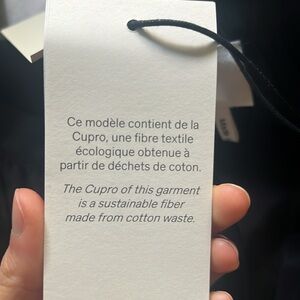 Ce modèle contient de la
Cupro, une fibre textile
écologique obtenue à
partir de déchets de coton.
The Cupro of this garment
is a sustainable fiber
made from cotton waste.